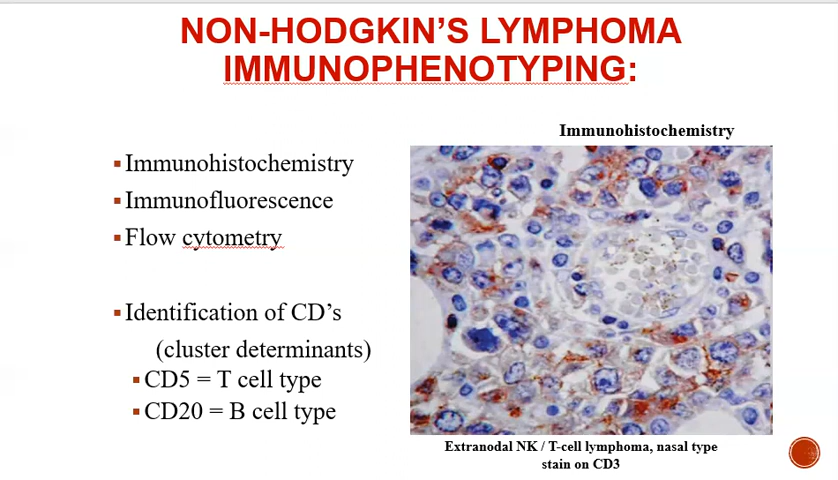 NON-HODGKIN'S LYMPHOMA
IMMUNOPHENOTYPING:
▪Immunohistochemistry
▪Immunofluorescence
▪Flow cytometry
▪Identification of CD's
(cluster determinants)
▪CD5 = T cell type
▪CD20 = B cell type
Immunohistochemistry
Extranodal NK / T-cell lymphoma, nasal type
stain on CD3